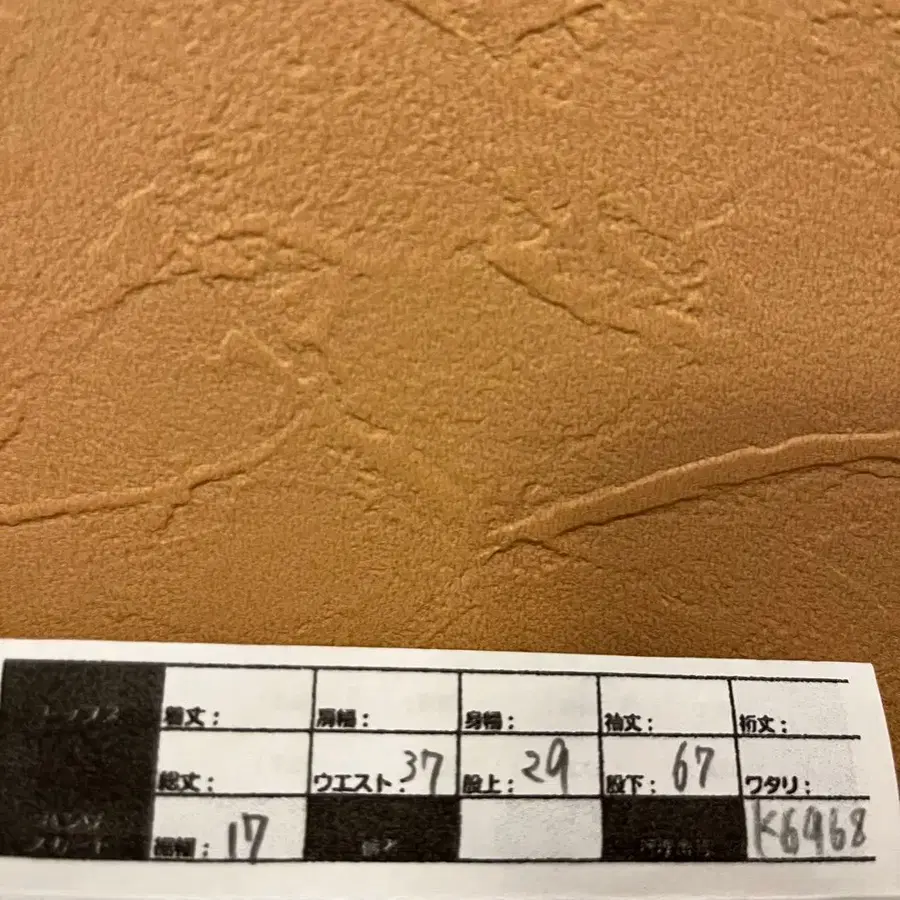 トップス 着丈： 肩幅： 身幅： 袖丈： 裄丈：
総丈： ウエスト：37 股上：29 股下：67 ワタリ：
パンツ 裾幅：17 K6968
スカート